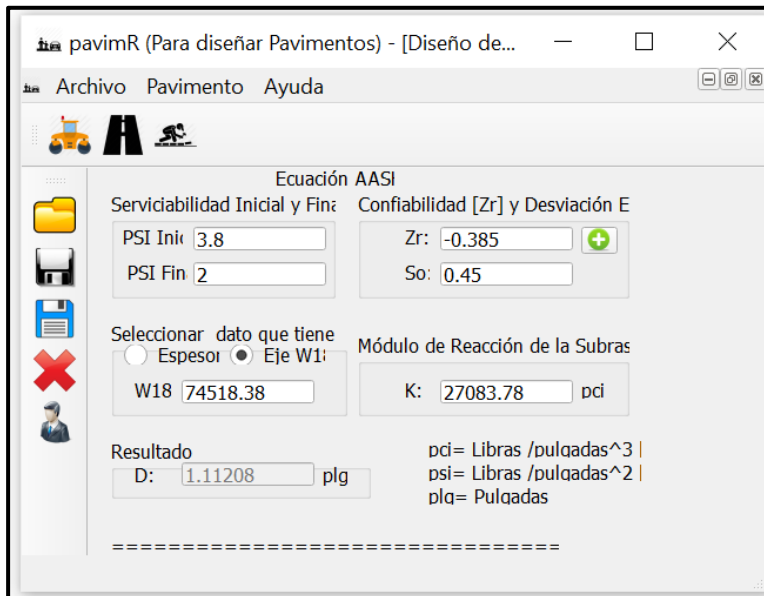 pavimR (Para diseñar Pavimentos) - [Diseño de...
Archivo Pavimento Ayuda
Ecuación AASI
Serviciabilidad Inicial y Fina Confiabilidad [Zr] y Desviación E
PSI Inic 3.8 Zr: -0.385
PSI Fin 2 So: 0.45
Seleccionar dato que tiene
Espesor Eje W18 Módulo de Reacción de la Subras
W18 74518.38 K: 27083.78 pci
Resultado pci= Libras /pulgadas^3 |
D: 1.11208 plg psi= Libras /pulgadas^2 |
plg= Pulgadas
================================